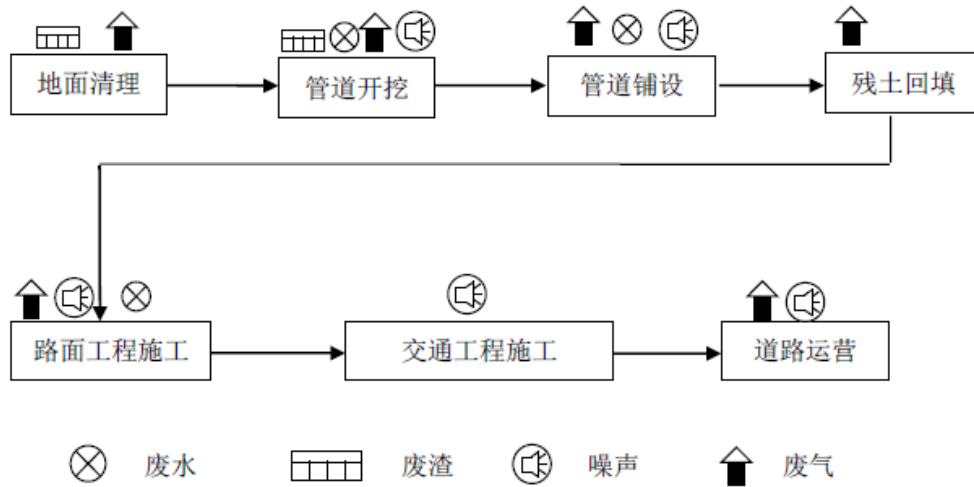 地面清理
管道开挖
管道铺设
残土回填
路面工程施工
交通工程施工
道路运营
废水
废渣
噪声
废气